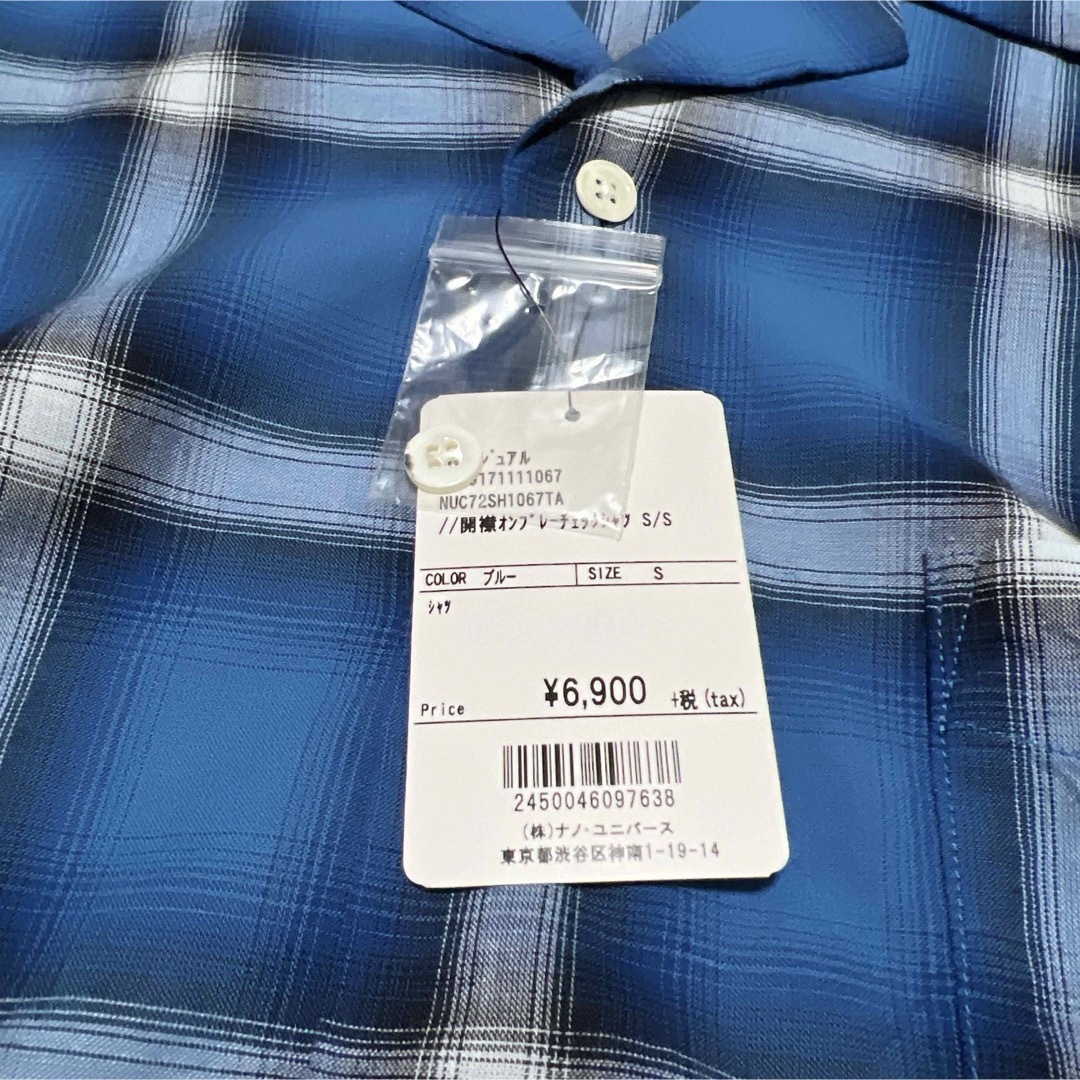 ジュアル
171111067
NUC72SH1067TA
//開襟オンブレーチェックシャツ S/S
COLOR ブルー SIZE S
シャツ
Price ¥6,900 +税(tax)
2450046097638
(株)ナノ・ユニバース
東京都渋谷区神南1-19-14